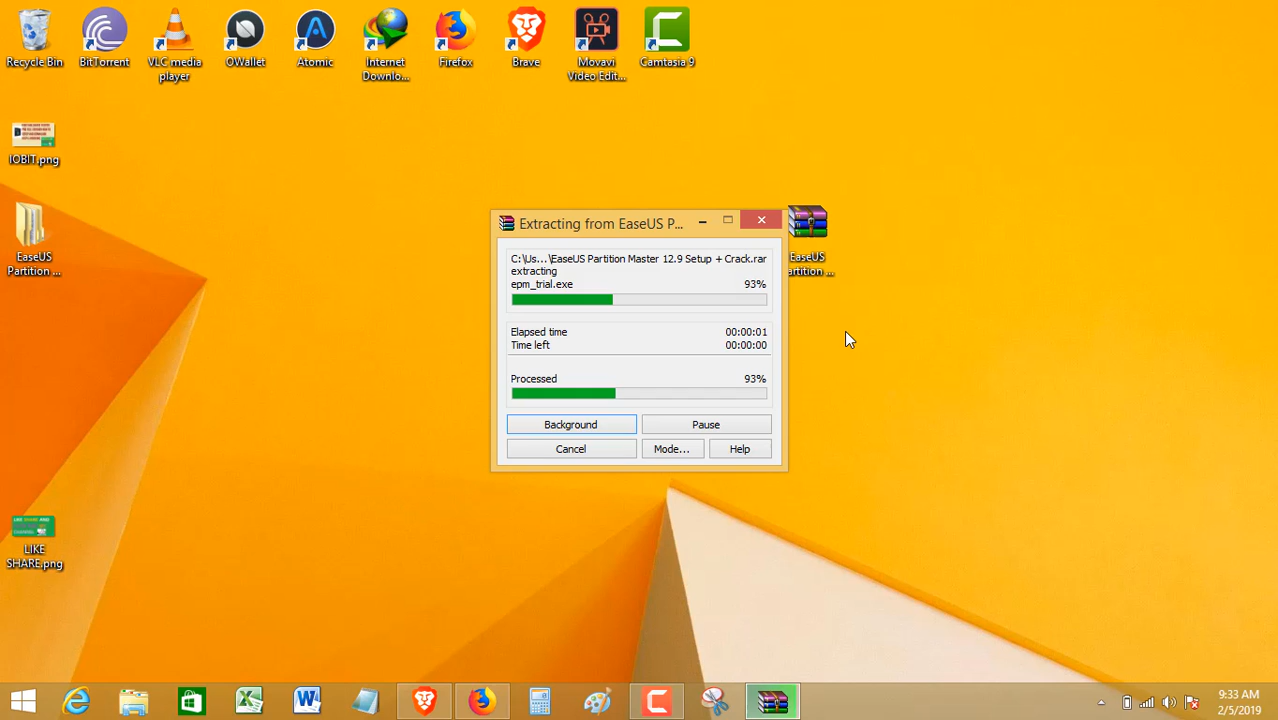 Recycle Bin
BitTorrent
VLC media
player
OWallet
Atomic
Internet
Downlo...
Firefox
Brave
Movavi
Video Edit...
Camtasia 9
IOBIT.png
EaseUS
Partition ...
LIKE SHARE AND
LIKE
SHARE.png
EaseUS
artition ...
Extracting from EaseUS P...
C:\Us...\EaseUS Partition Master 12.9 Setup + Crack.rar
extracting
epm_trial.exe 93%
Elapsed time 00:00:01
Time left 00:00:00
Processed 93%
Background Pause
Cancel Mode... Help
9:33 AM
2/5/2019